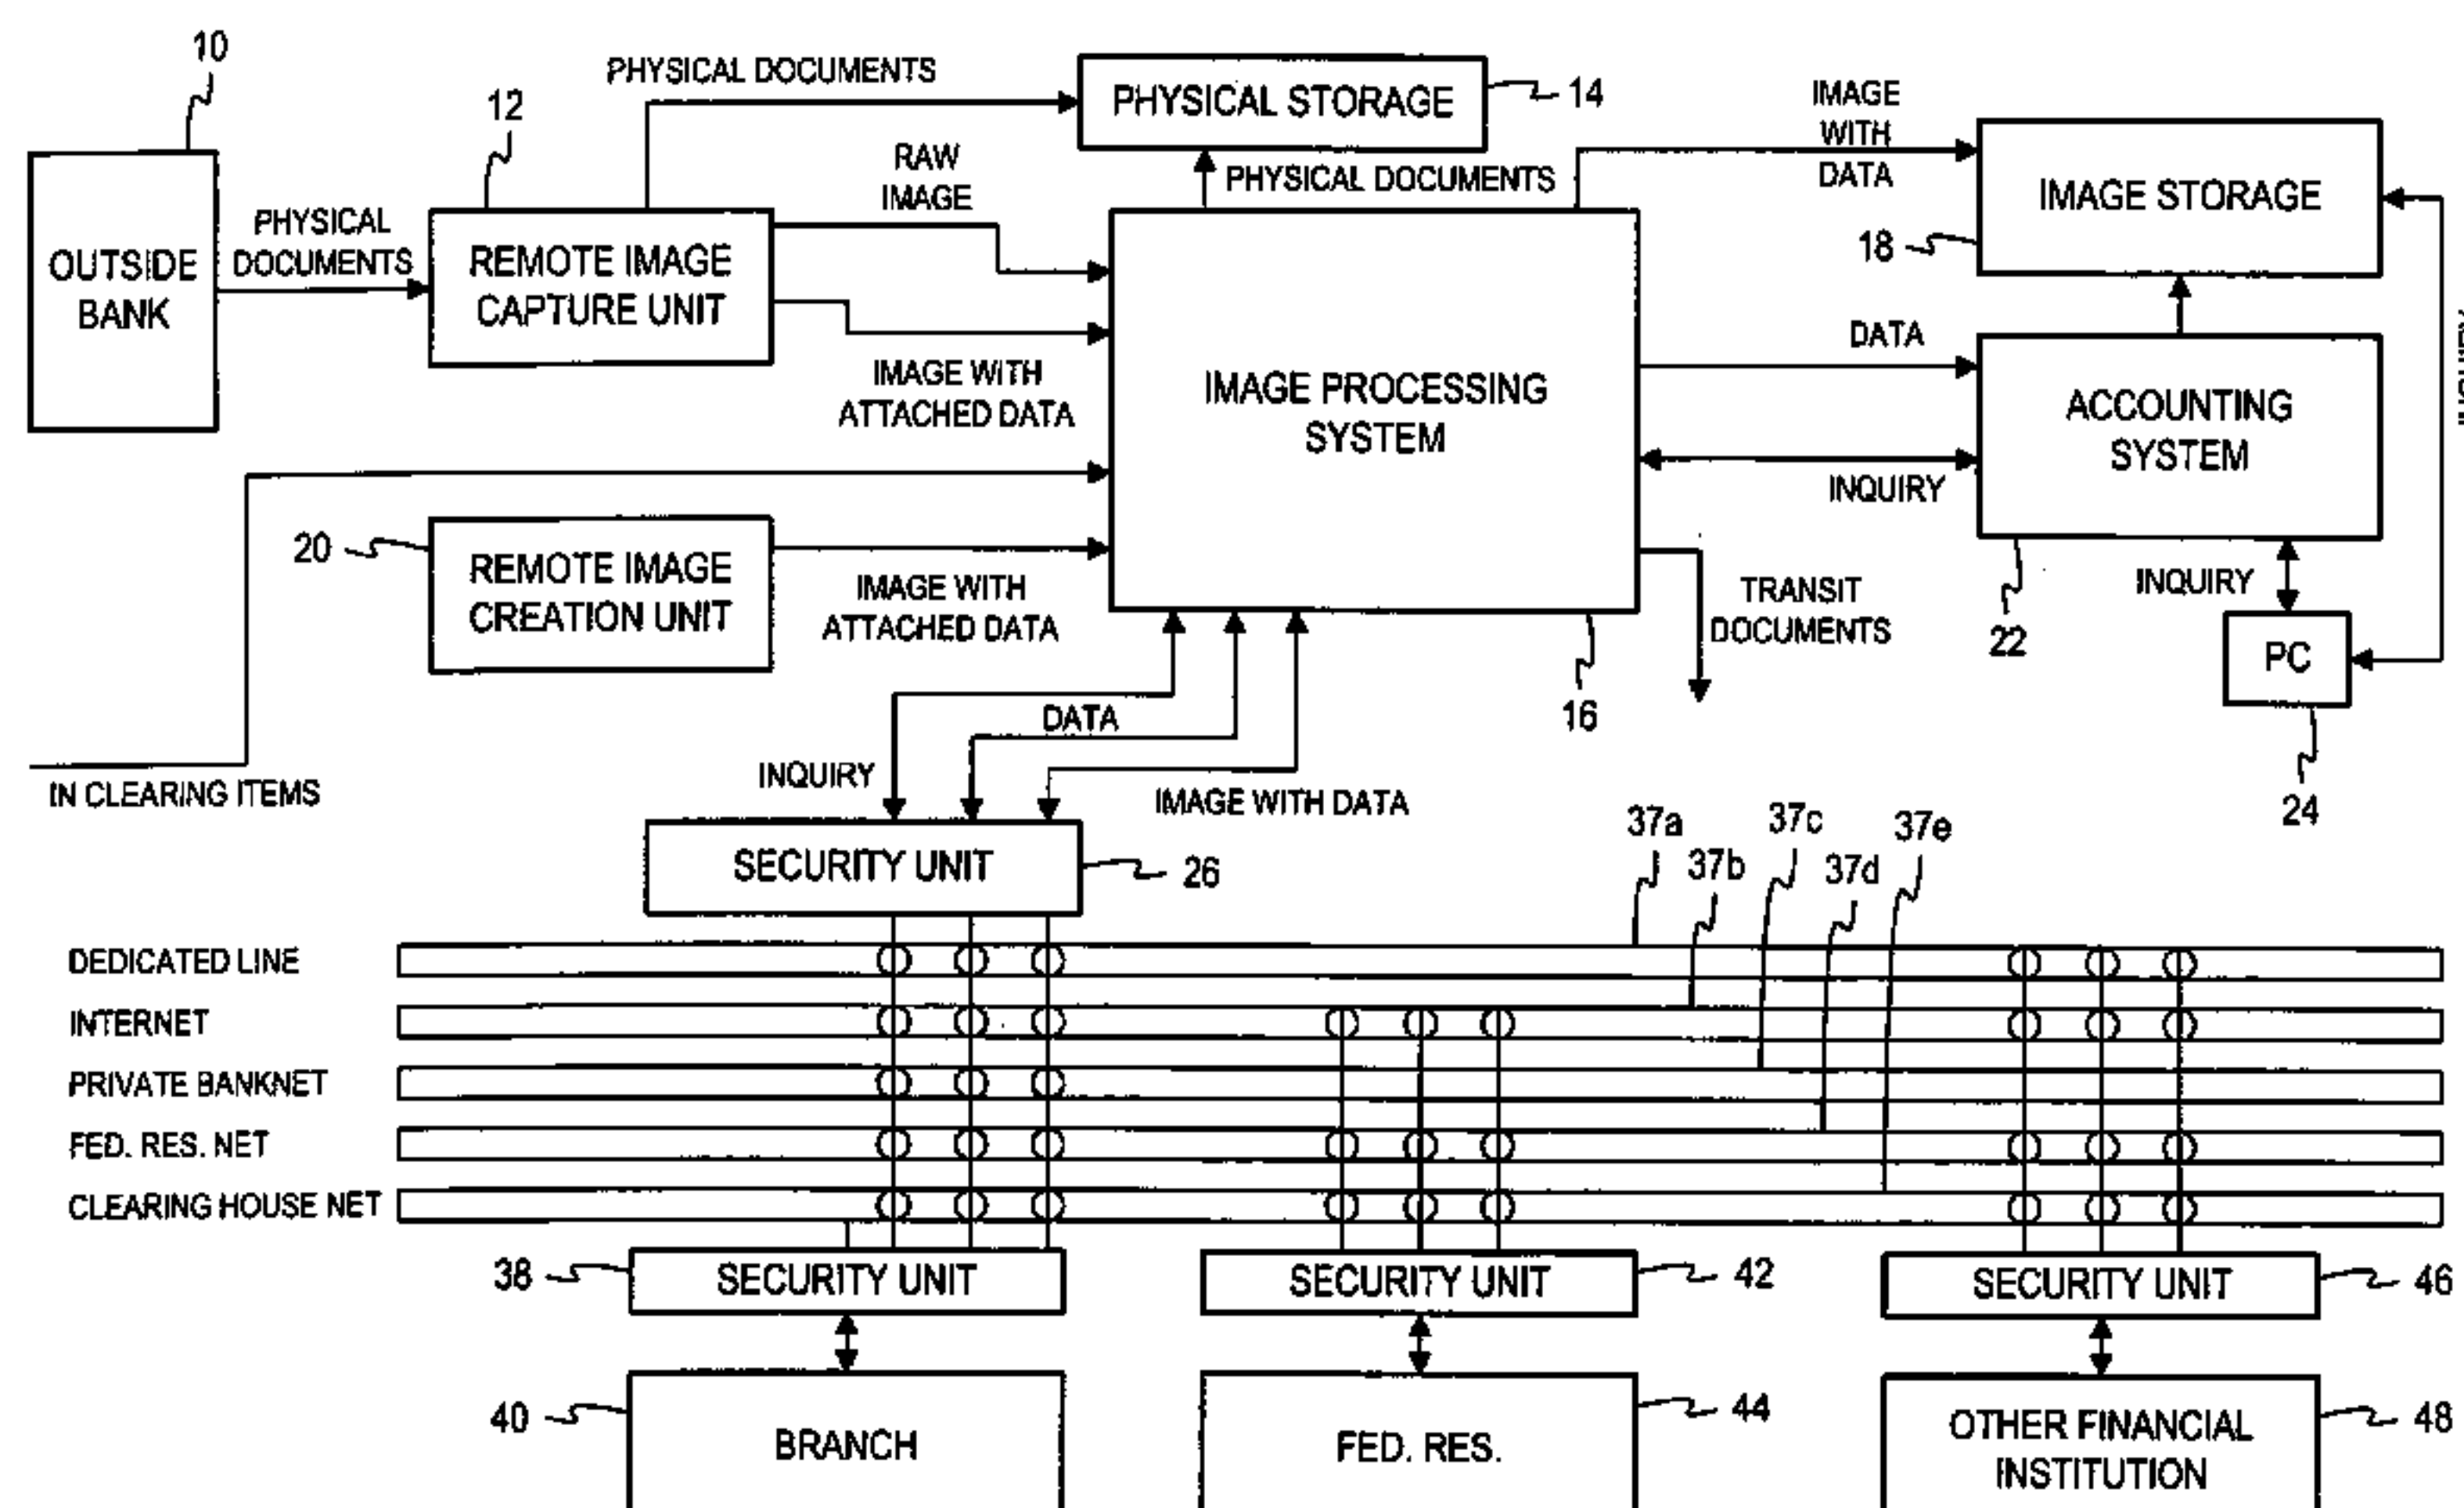 10
PHYSICAL DOCUMENTS
PHYSICAL STORAGE
14
12
IMAGE
WITH
DATA
RAW
IMAGE
PHYSICAL DOCUMENTS
IMAGE STORAGE
18
OUTSIDE
BANK
PHYSICAL
DOCUMENTS
REMOTE IMAGE
CAPTURE UNIT
DATA
IMAGE WITH
ATTACHED DATA
IMAGE PROCESSING
SYSTEM
ACCOUNTING
SYSTEM
INQUIRY
20
REMOTE IMAGE
CREATION UNIT
IMAGE WITH
ATTACHED DATA
TRANSIT
DOCUMENTS
INQUIRY
22
PC
16
24
DATA
INQUIRY
IN CLEARING ITEMS
IMAGE WITH DATA
SECURITY UNIT
26
37a
37b
37c
37d
37e
DEDICATED LINE
INTERNET
PRIVATE BANKNET
FED. RES. NET
CLEARING HOUSE NET
38
SECURITY UNIT
SECURITY UNIT
42
SECURITY UNIT
46
40
BRANCH
FED. RES.
44
OTHER FINANCIAL
INSTITUTION
48